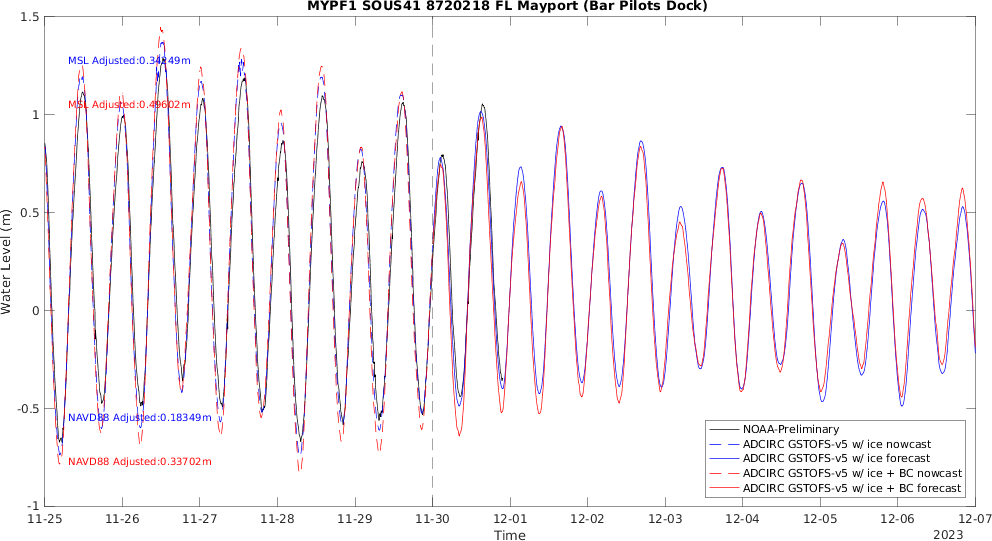 MYPF1 SOUS41 8720218 FL Mayport (Bar Pilots Dock)
Water Level (m)
1.5
1
0.5
0
-0.5
-1
MSL Adjusted:0.34249m
MSL Adjusted:0.49602m
NAVD88 Adjusted:0.18349m
NAVD88 Adjusted:0.33702m
NOAA-Preliminary
ADCIRC GSTOFS-v5 w/ ice nowcast
ADCIRC GSTOFS-v5 w/ ice forecast
ADCIRC GSTOFS-v5 w/ ice + BC nowcast
ADCIRC GSTOFS-v5 w/ ice + BC forecast
11-25 11-26 11-27 11-28 11-29 11-30 12-01 12-02 12-03 12-04 12-05 12-06 12-07
Time
2023